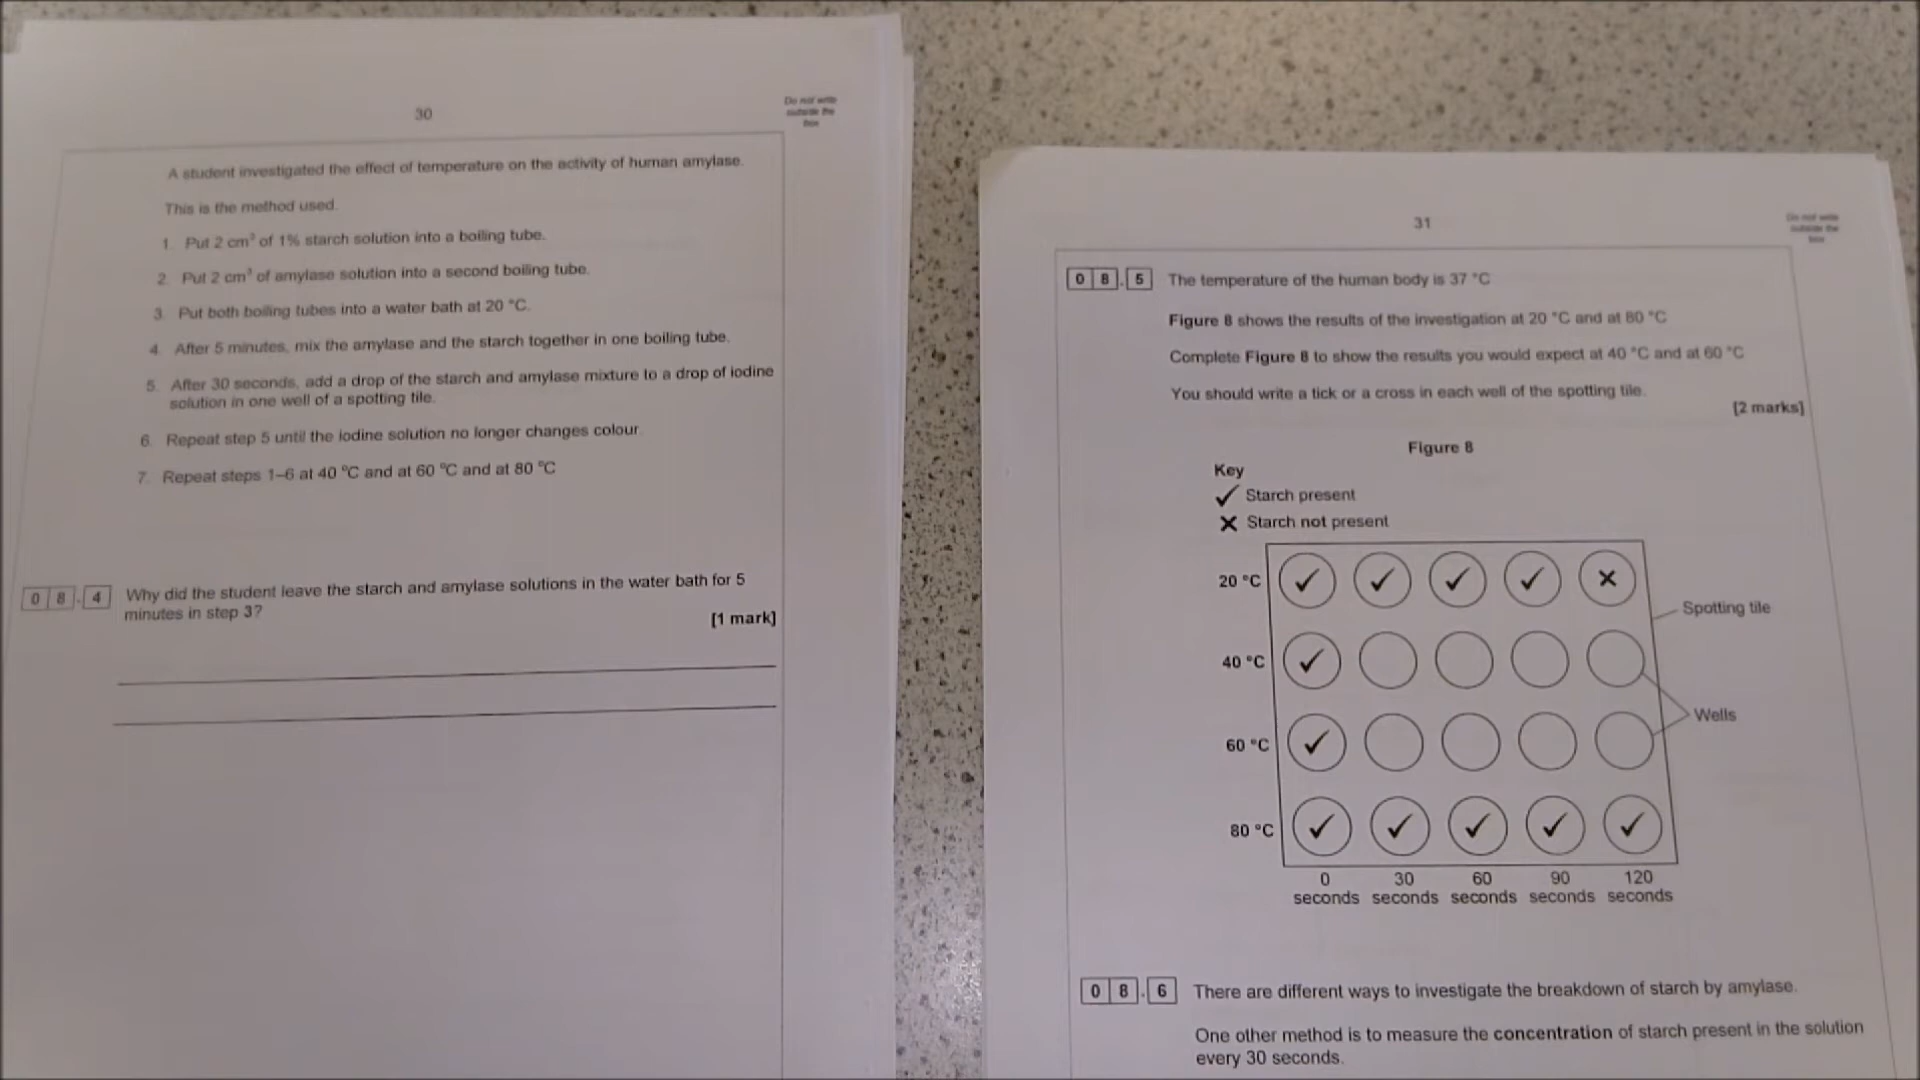 30
Do not write
outside the
box
A student investigated the effect of temperature on the activity of human amylase.
This is the method used.
1. Put 2 cm³ of 1% starch solution into a boiling tube.
2. Put 2 cm³ of amylase solution into a second boiling tube.
3. Put both boiling tubes into a water bath at 20 °C.
4. After 5 minutes, mix the amylase and the starch together in one boiling tube.
5. After 30 seconds, add a drop of the starch and amylase mixture to a drop of iodine
solution in one well of a spotting tile.
6. Repeat step 5 until the iodine solution no longer changes colour.
7. Repeat steps 1–6 at 40 °C and at 60 °C and at 80 °C
0 8 . 4 Why did the student leave the starch and amylase solutions in the water bath for 5
minutes in step 3?
[1 mark]
31
Do not write
outside the
box
0 8 . 5 The temperature of the human body is 37 °C
Figure 8 shows the results of the investigation at 20 °C and at 80 °C
Complete Figure 8 to show the results you would expect at 40 °C and at 60 °C
You should write a tick or a cross in each well of the spotting tile.
[2 marks]
Figure 8
Key
✓ Starch present
✗ Starch not present
20 °C ✓ ✓ ✓ ✓ ✗
Spotting tile
40 °C ✓
Wells
60 °C ✓
80 °C ✓ ✓ ✓ ✓ ✓
0 30 60 90 120
seconds seconds seconds seconds seconds
0 8 . 6 There are different ways to investigate the breakdown of starch by amylase.
One other method is to measure the concentration of starch present in the solution
every 30 seconds.